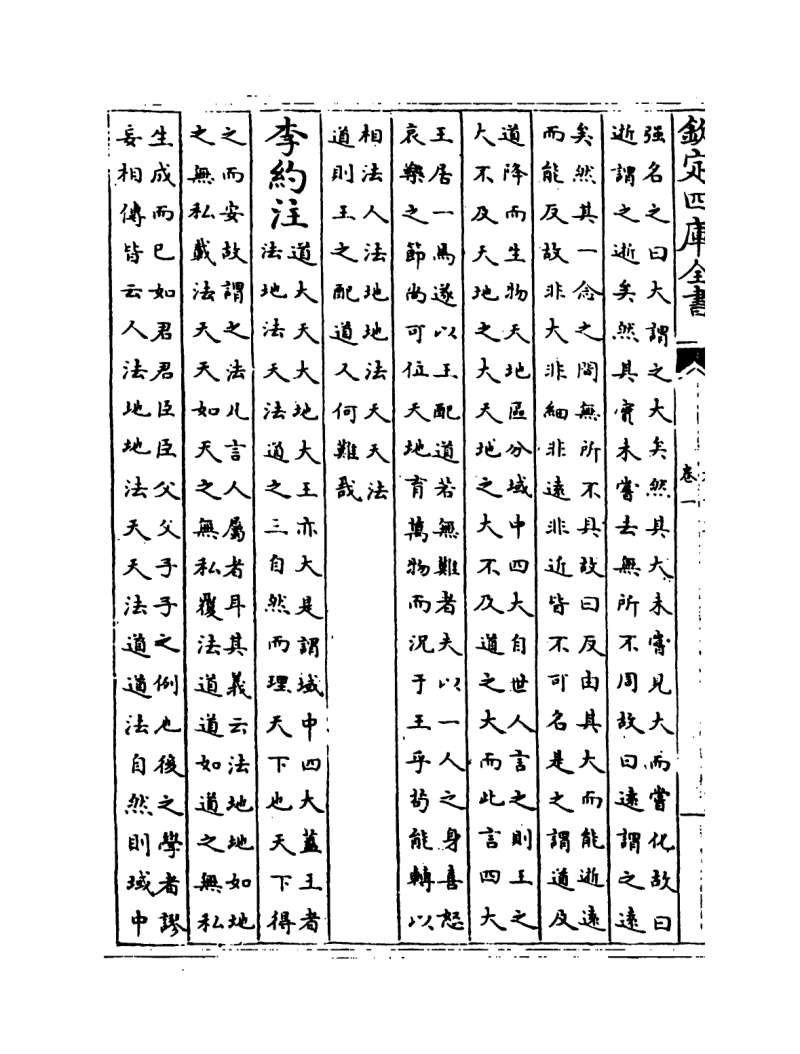 欽定四庫全書
卷一
强名之曰大謂之大矣然其大未嘗見大而嘗化故曰
逝謂之逝矣然其實未嘗去無所不周故曰遠謂之遠
矣然其一念之間無所不具故曰反由其大而能逝遠
而能反故非大非細非遠非近皆不可名是之謂道及
道降而生物天地區分域中四大自世人言之則王之
大不及天地之大天地之大不及道之大而此言四大
王居一焉遂以王配道若無難者夫以一人之身喜怒
哀樂之節尚可位天地育萬物而況于王乎茍能轉以
相法人法地地法天天法
道則王之配道又何難哉
李約注
道大天大地大王亦大是謂域中四大蓋王者
法地法天法道之三自然而理天下也天下得
之而安故謂之法凡言人屬者耳其義云法地地如地
之無私載法天天如天之無私覆法道道如道之無私
生成而已如君君臣臣父父子子之例也後之學者謬
妄相傳皆云人法地地法天天法道道法自然則域中